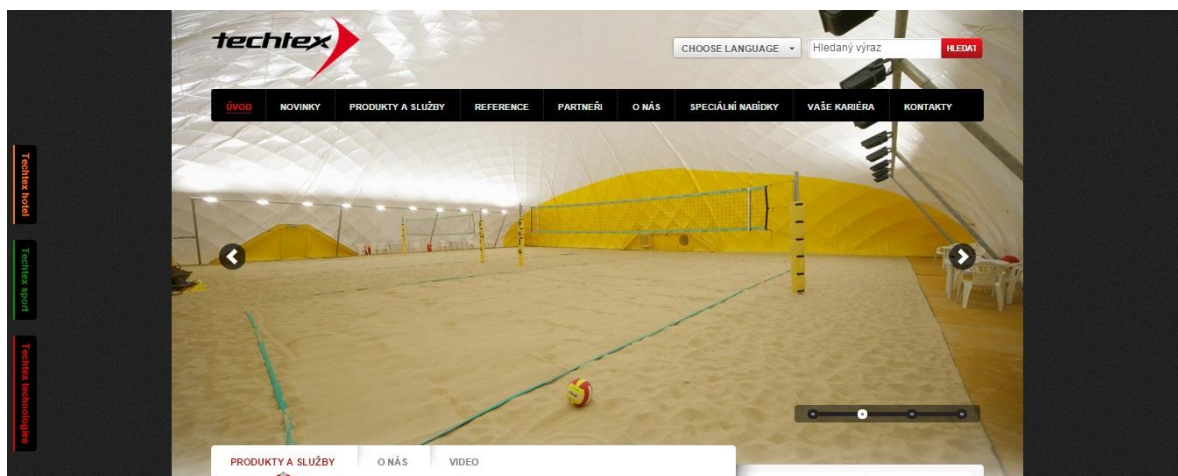 techtex
CHOOSE LANGUAGE
Hledaný výraz
HLEDAT
ÚVOD NOVINKY PRODUKTY A SLUŽBY REFERENCE PARTNEŘI O NÁS SPECIÁLNÍ NABÍDKY VAŠE KARIÉRA KONTAKTY
Techtex hotel
Techtex sport
Techtex technologies
PRODUKTY A SLUŽBY O NÁS VIDEO